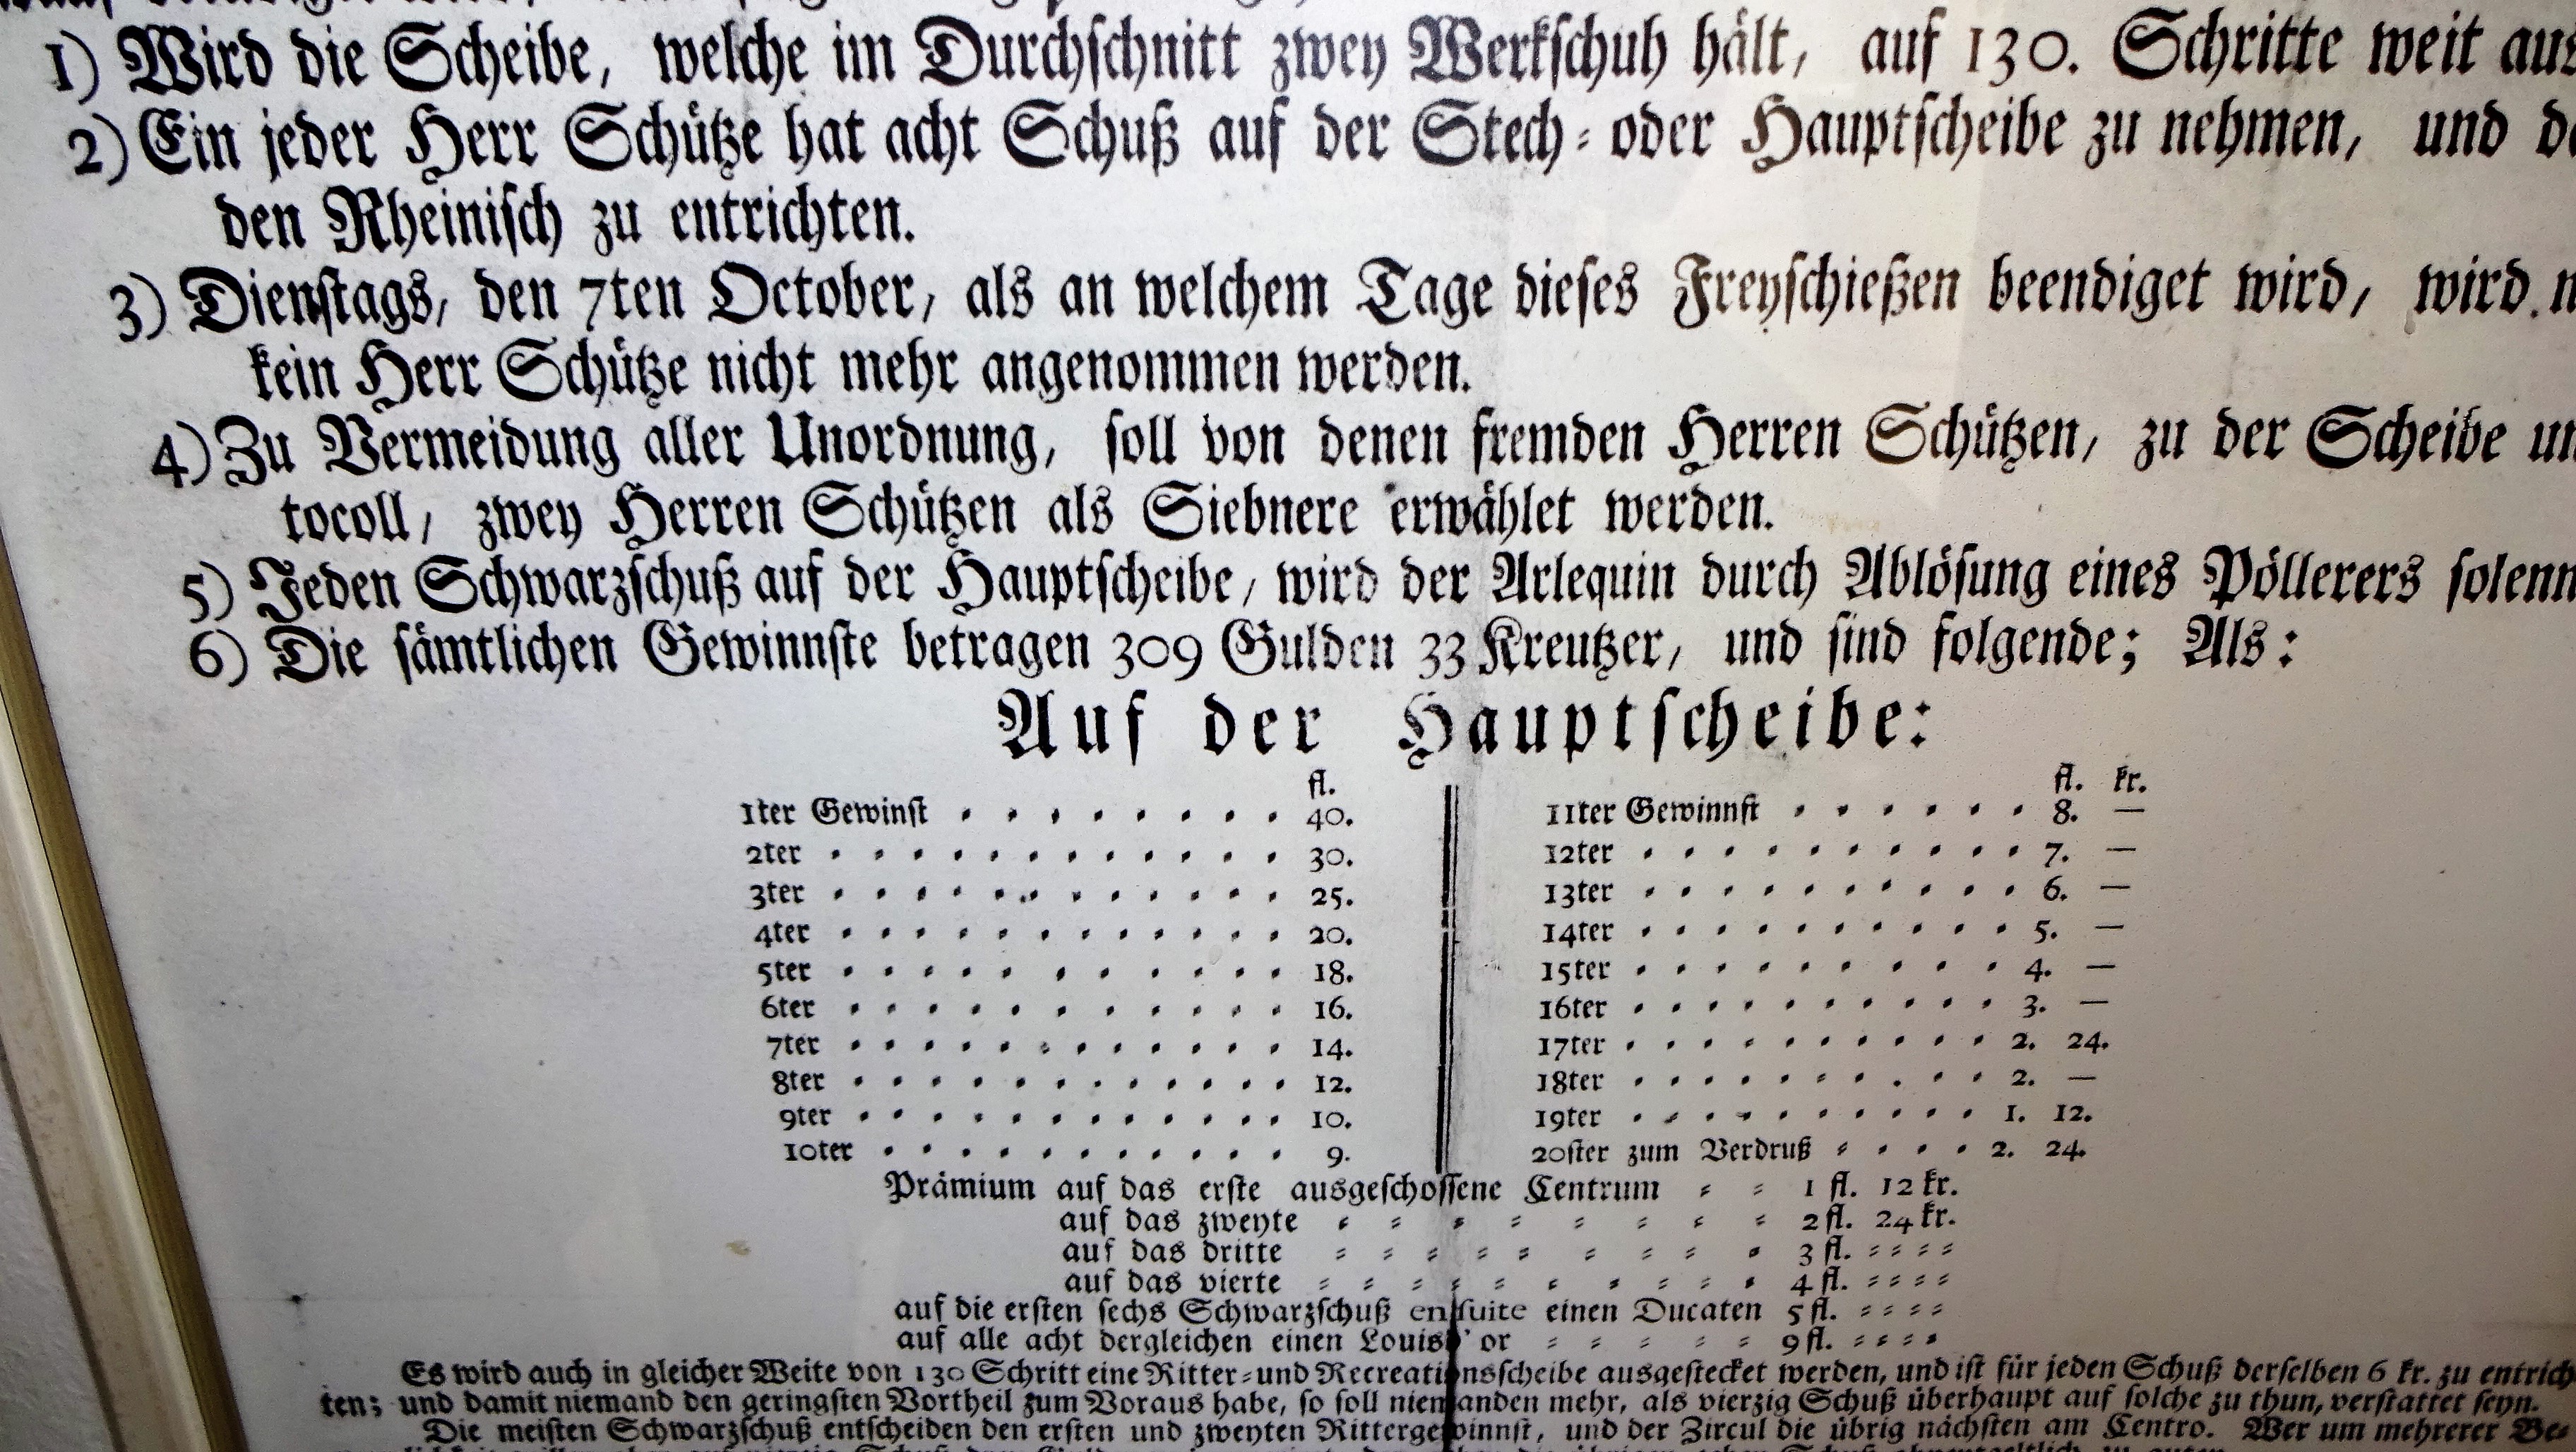 1) Wird die Scheibe, welche im Durchschnitt zwey Werkschuh hält, auf 130. Schritte weit
2) Ein jeder Herr Schütze hat acht Schuß auf der Stech- oder Hauptscheibe zu nehmen, und
den Rheinisch zu entrichten.
3) Dienstags, den 7ten October, als an welchem Tage dieses Freyschießen beendiget wird, wird
kein Herr Schütze nicht mehr angenommen werden.
4) Zu Vermeidung aller Unordnung, soll von denen fremden Herren Schützen, zu der Scheibe
tocoll, zwey Herren Schützen als Siebnere erwählet werden.
5) Jeden Schwarzschuß auf der Hauptscheibe, wird der Arlequin durch Ablösung eines Pöllerers
6) Die sämtlichen Gewinnste betragen 309 Gulden 33 Kreutzer, und sind folgende; Als:
Auf der Hauptscheibe:
fl.
1ter Gewinst 40.
2ter 30.
3ter 25.
4ter 20.
5ter 18.
6ter 16.
7ter 14.
8ter 12.
9ter 10.
10ter 9.
fl. kr.
11ter Gewinnst 8. —
12ter 7. —
13ter 6. —
14ter 5. —
15ter 4. —
16ter 3. —
17ter 2. 24.
18ter 2. —
19ter 1. 12.
20ster zum Verdruß 2. 24.
Prämium auf das erste ausgeschossene Centrum 1 fl. 12 kr.
auf das zweyte 2 fl. 24 kr.
auf das dritte 3 fl.
auf das vierte 4 fl.
auf die ersten sechs Schwarzschuß ensuite einen Ducaten 5 fl.
auf alle acht dergleichen einen Louisd'or 9 fl.
Es wird auch in gleicher Weite von 130 Schritt eine Ritter- und Recreationsscheibe ausgestecket werden, und ist für jeden Schuß derselben 6 kr. zu entrich-
ten; und damit niemand den geringsten Vortheil zum Voraus habe, so soll niemanden mehr, als vierzig Schuß überhaupt auf solche zu thun, verstattet seyn.
Die meisten Schwarzschuß entscheiden den ersten und zweyten Rittergewinnst, und der Zircul die übrig nächsten am Centro. Wer um mehrerer Be-